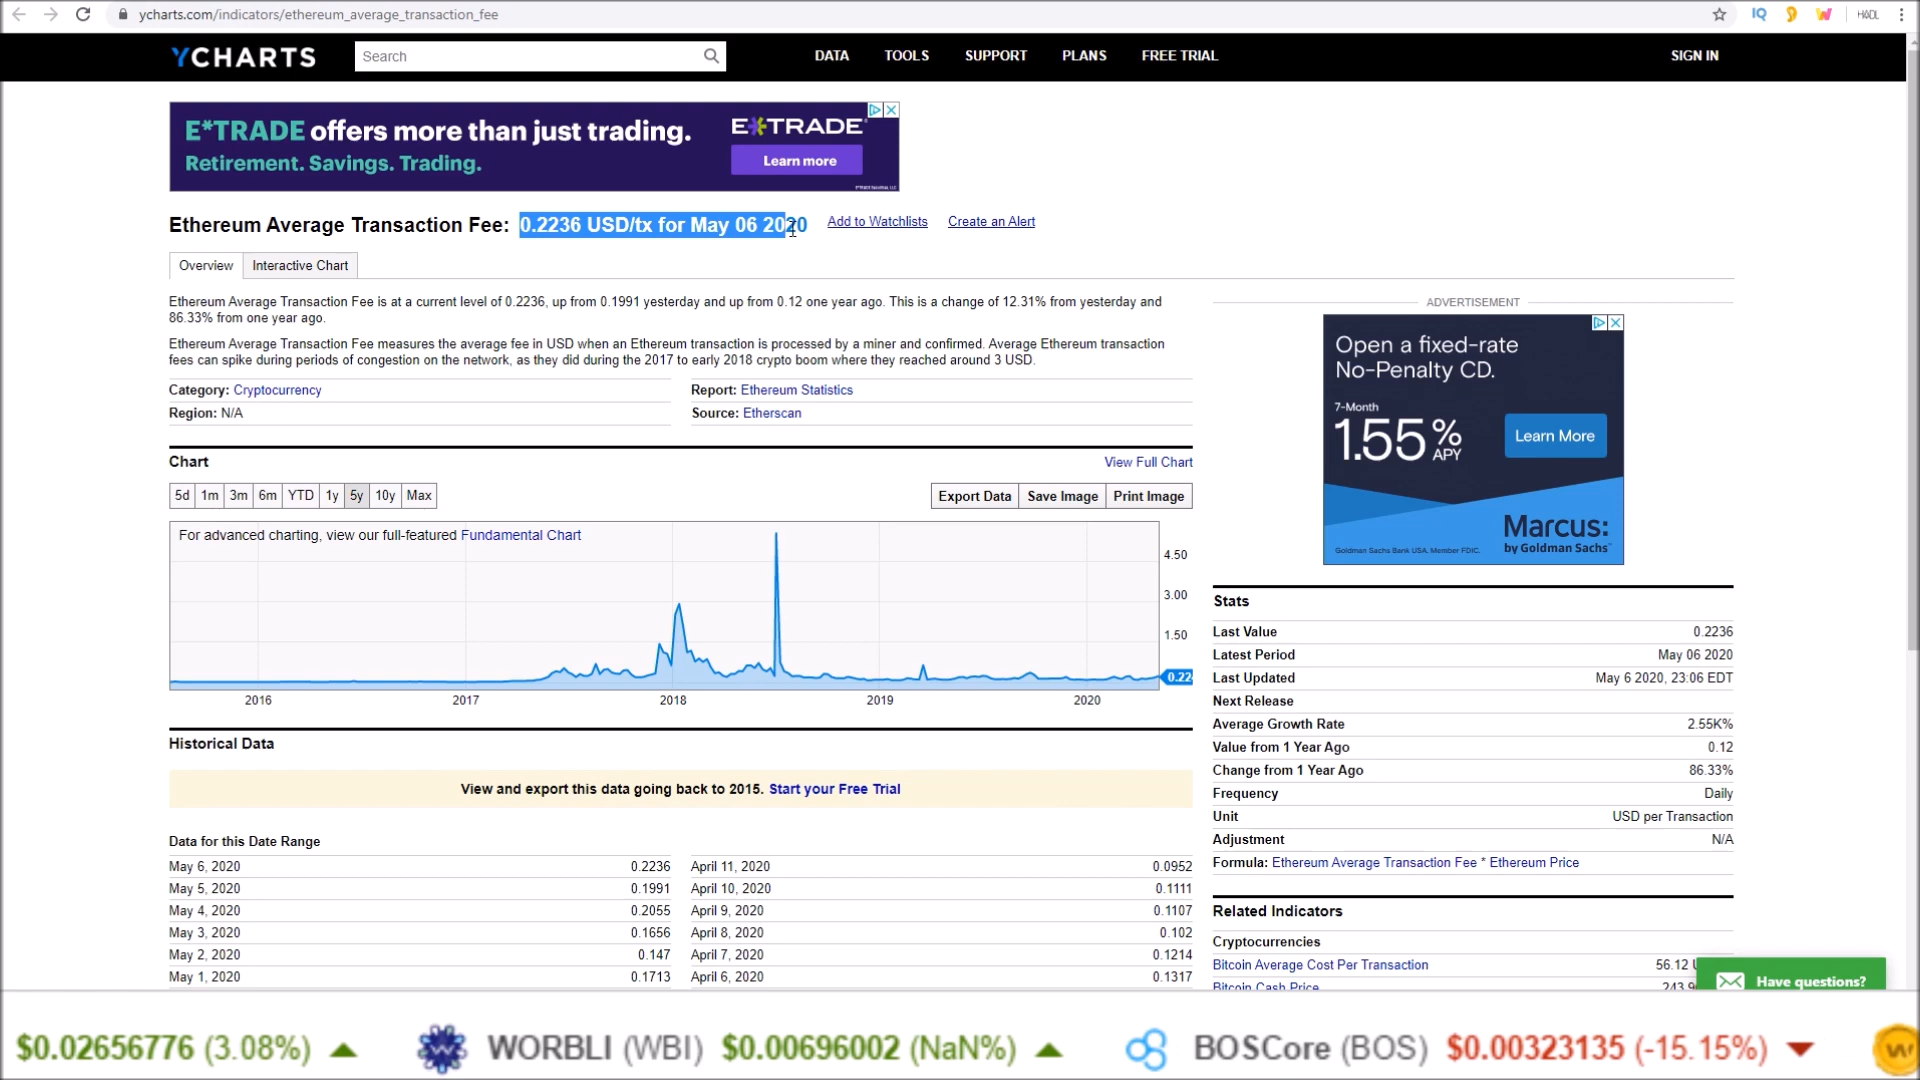 ycharts.com/indicators/ethereum_average_transaction_fee
IQ
HADL
YCHARTS
Search
DATA TOOLS SUPPORT PLANS FREE TRIAL
SIGN IN
E*TRADE offers more than just trading.
Retirement. Savings. Trading.
E*TRADE
Learn more
Ethereum Average Transaction Fee: 0.2236 USD/tx for May 06 2020 Add to Watchlists Create an Alert
Overview Interactive Chart
Ethereum Average Transaction Fee is at a current level of 0.2236, up from 0.1991 yesterday and up from 0.12 one year ago. This is a change of 12.31% from yesterday and
86.33% from one year ago.
Ethereum Average Transaction Fee measures the average fee in USD when an Ethereum transaction is processed by a miner and confirmed. Average Ethereum transaction
fees can spike during periods of congestion on the network, as they did during the 2017 to early 2018 crypto boom where they reached around 3 USD.
Category: Cryptocurrency Report: Ethereum Statistics
Region: N/A Source: Etherscan
Chart View Full Chart
5d 1m 3m 6m YTD 1y 5y 10y Max Export Data Save Image Print Image
For advanced charting, view our full-featured Fundamental Chart
4.50
3.00
1.50
0.22
2016 2017 2018 2019 2020
Historical Data
View and export this data going back to 2015. Start your Free Trial
Data for this Date Range
May 6, 2020 0.2236 April 11, 2020 0.0952
May 5, 2020 0.1991 April 10, 2020 0.1111
May 4, 2020 0.2055 April 9, 2020 0.1107
May 3, 2020 0.1656 April 8, 2020 0.102
May 2, 2020 0.147 April 7, 2020 0.1214
May 1, 2020 0.1713 April 6, 2020 0.1317
ADVERTISEMENT
Open a fixed-rate
No-Penalty CD.
7-Month
1.55% APY
Learn More
Marcus:
by Goldman Sachs
Goldman Sachs Bank USA. Member FDIC.
Stats
Last Value 0.2236
Latest Period May 06 2020
Last Updated May 6 2020, 23:06 EDT
Next Release
Average Growth Rate 2.55K%
Value from 1 Year Ago 0.12
Change from 1 Year Ago 86.33%
Frequency Daily
Unit USD per Transaction
Adjustment N/A
Formula: Ethereum Average Transaction Fee * Ethereum Price
Related Indicators
Cryptocurrencies
Bitcoin Average Cost Per Transaction 56.12
Bitcoin Cash Price 243.9
Have questions?
$0.02656776 (3.08%) WORBLI (WBI) $0.00696002 (NaN%) BOSCore (BOS) $0.00323135 (-15.15%)